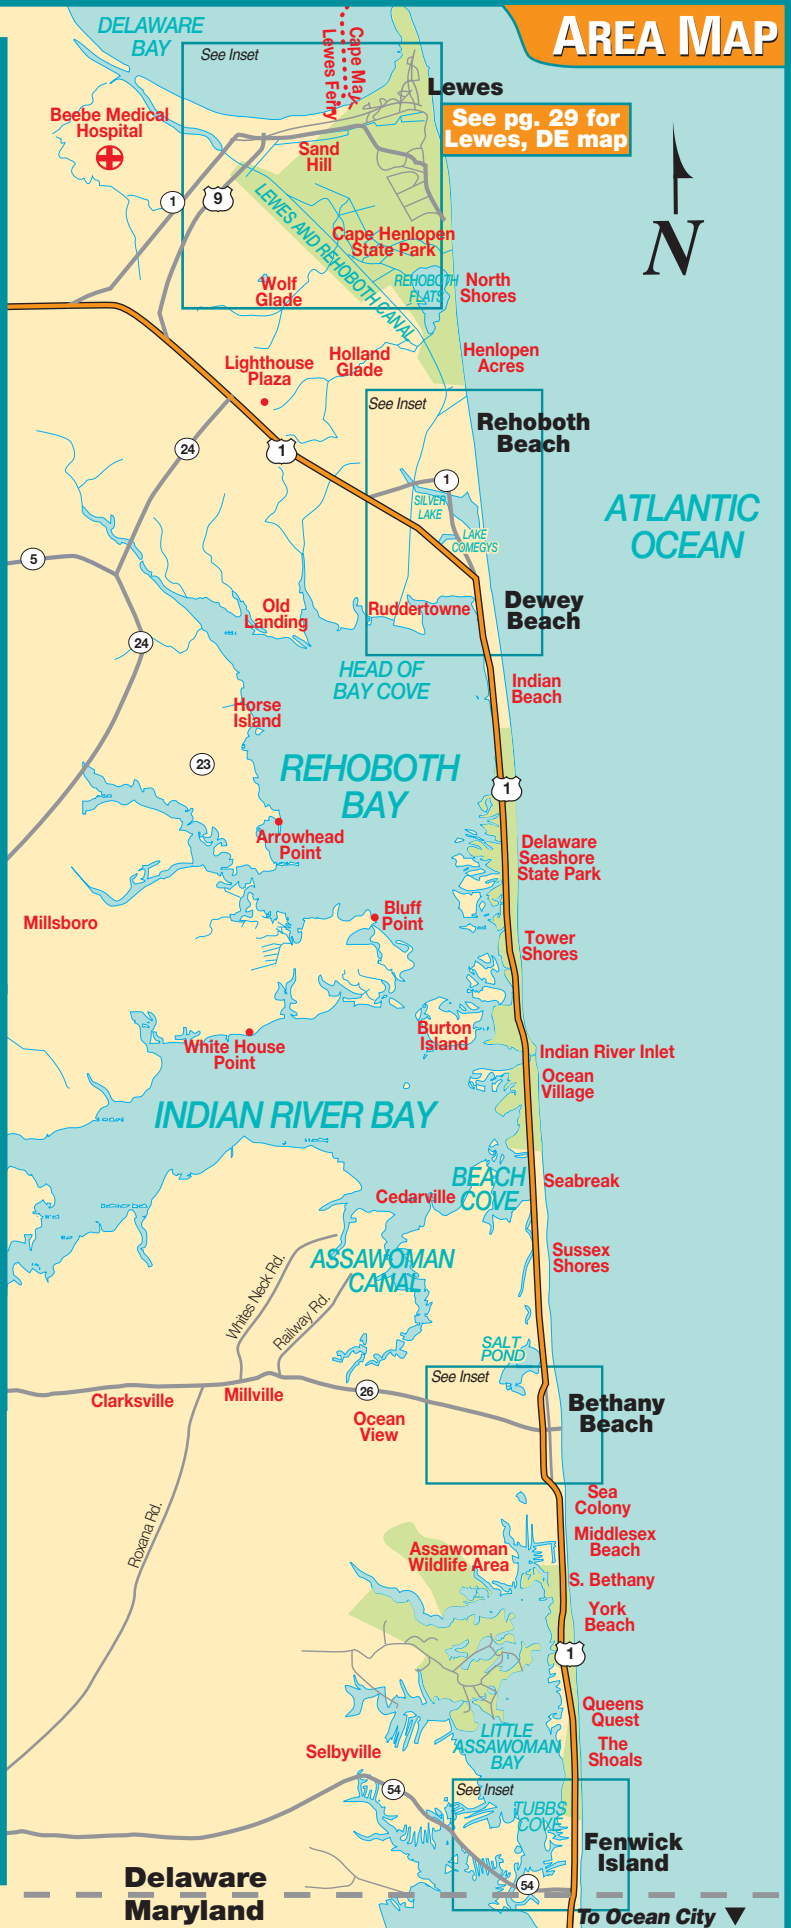 AREA MAP
DELAWARE
BAY
See Inset
Cape May
Lewes Ferry
Lewes
See pg. 29 for
Lewes, DE map
Beebe Medical
Hospital
Sand
Hill
1
9
N
LEWES AND REHOBOTH CANAL
Cape Henlopen
State Park
Wolf
Glade
REHOBOTH
FLATS
North
Shores
Holland
Glade
Henlopen
Acres
Lighthouse
Plaza
See Inset
Rehoboth
Beach
24
1
1
SILVER
LAKE
LAKE
COMEGYS
ATLANTIC
OCEAN
5
Old
Landing
Ruddertowne
Dewey
Beach
24
HEAD OF
BAY COVE
Indian
Beach
Horse
Island
23
REHOBOTH
BAY
1
Arrowhead
Point
Delaware
Seashore
State Park
Millsboro
Bluff
Point
Tower
Shores
White House
Point
Burton
Island
Indian River Inlet
Ocean
Village
INDIAN RIVER BAY
BEACH
COVE
Seabreak
Cedarville
ASSAWOMAN
CANAL
Sussex
Shores
Whites Neck Rd.
Railway Rd.
SALT
POND
See Inset
Clarksville
Millville
26
Ocean
View
Bethany
Beach
Sea
Colony
Roxana Rd.
Middlesex
Beach
Assawoman
Wildlife Area
S. Bethany
York
Beach
1
Queens
Quest
LITTLE
ASSAWOMAN
BAY
The
Shoals
Selbyville
54
See Inset
TUBBS
COVE
Fenwick
Island
54
Delaware
Maryland
To Ocean City